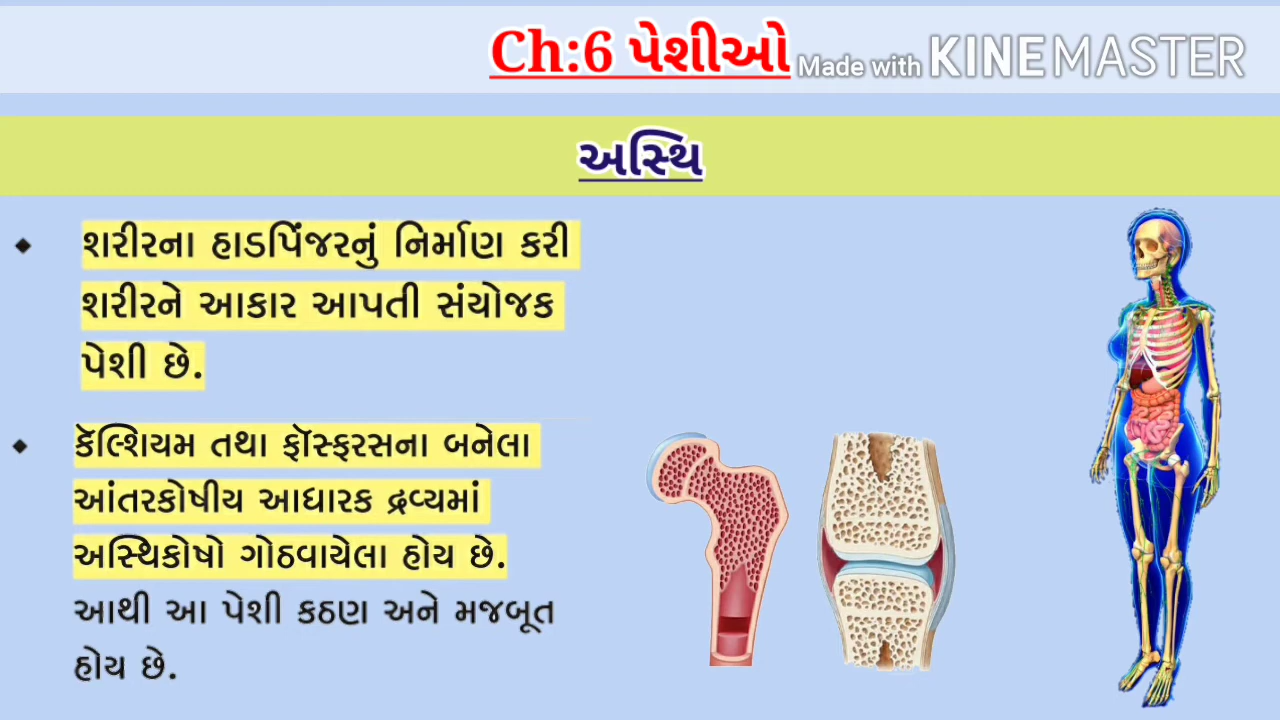 Ch:6 પેશીઓ
Made with KINEMASTER
અસ્થિ
શરીરના હાડપિંજરનું નિર્માણ કરી
શરીરને આકાર આપતી સંયોજક
પેશી છે.
કૅલ્શિયમ તથા ફૉસ્ફરસના બનેલા
આંતરકોષીય આધારક દ્રવ્યમાં
અસ્થિકોષો ગોઠવાયેલા હોય છે.
આથી આ પેશી કઠણ અને મજબૂત
હોય છે.